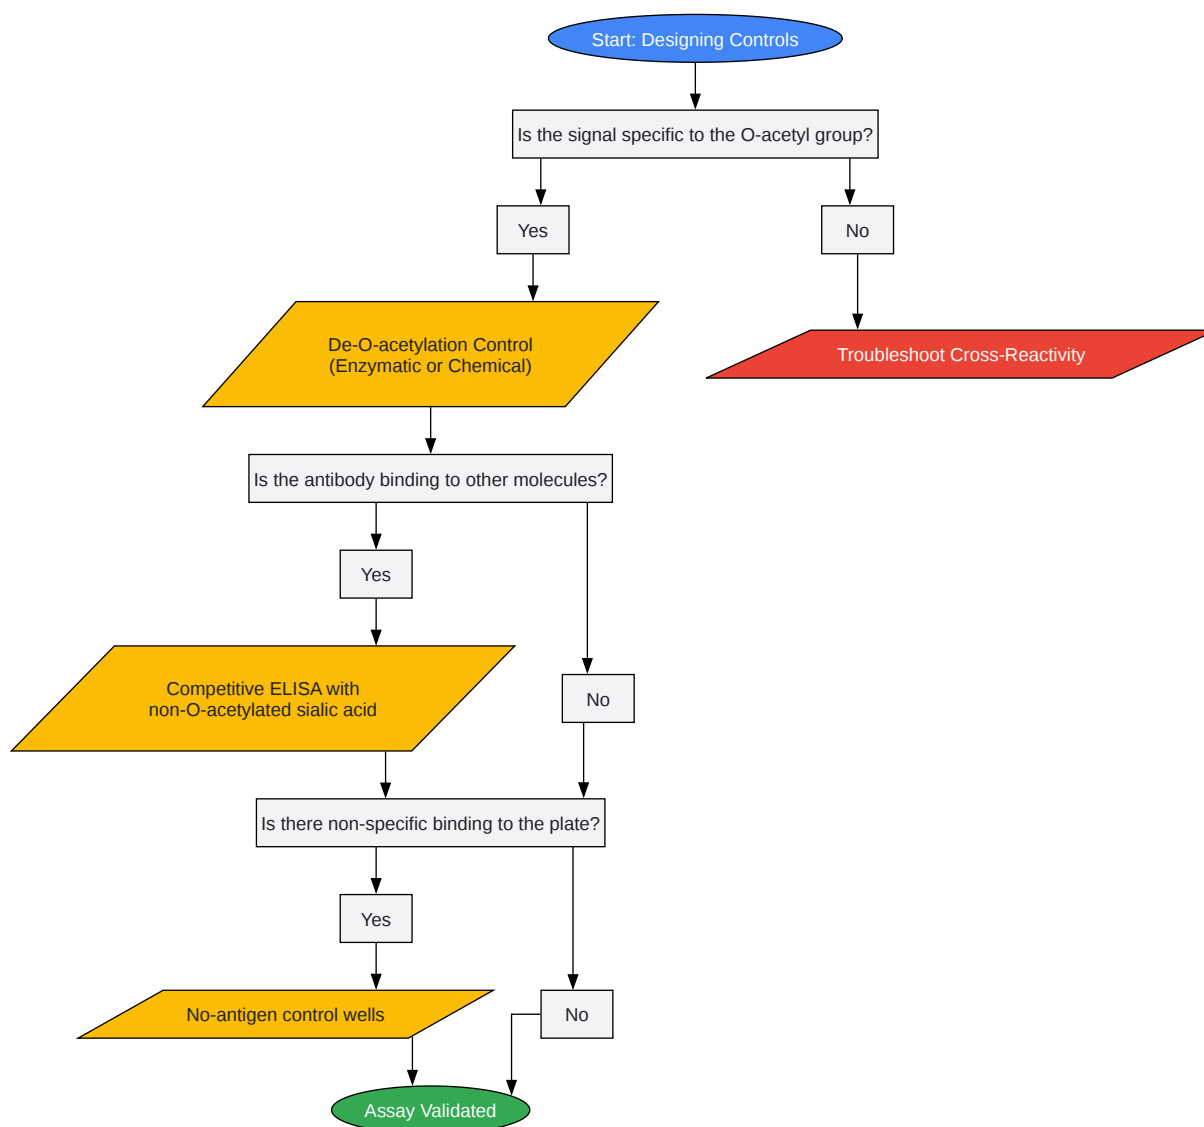 Start: Designing Controls
Is the signal specific to the O-acetyl group?
Yes
No
De-O-acetylation Control
(Enzymatic or Chemical)
Troubleshoot Cross-Reactivity
Is the antibody binding to other molecules?
Yes
Competitive ELISA with
non-O-acetylated sialic acid
No
Is there non-specific binding to the plate?
Yes
No-antigen control wells
No
Assay Validated